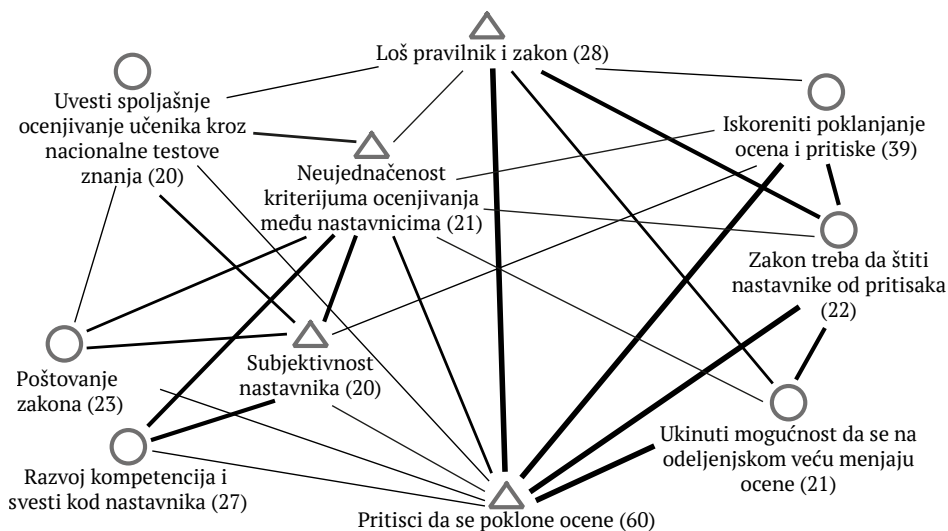 Loš pravilnik i zakon (28)
Uvesti spoljašnje
ocenjivanje učenika kroz
nacionalne testove
znanja (20)
Iskoreniti poklanjanje
ocena i pritiske (39)
Neujednačenost
kriterijuma ocenjivanja
među nastavnicima (21)
Zakon treba da štiti
nastavnike od pritisaka
(22)
Poštovanje
zakona (23)
Subjektivnost
nastavnika (20)
Ukinuti mogućnost da se na
odeljenjskom veću menjaju
ocene (21)
Razvoj kompetencija i
svesti kod nastavnika (27)
Pritisci da se poklone ocene (60)